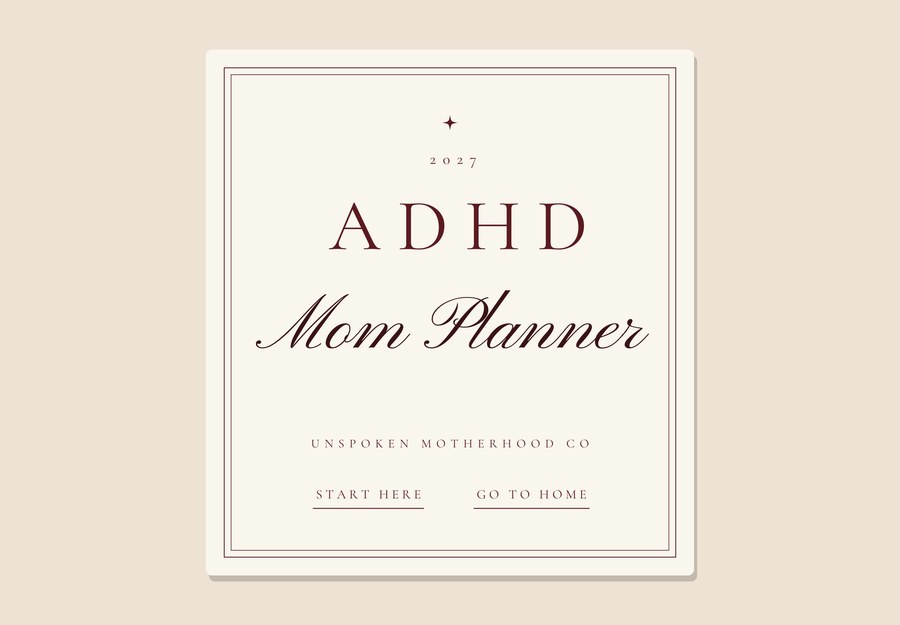 2027
ADHD
Mom Planner
UNSPOKEN MOTHERHOOD CO
START HERE GO TO HOME